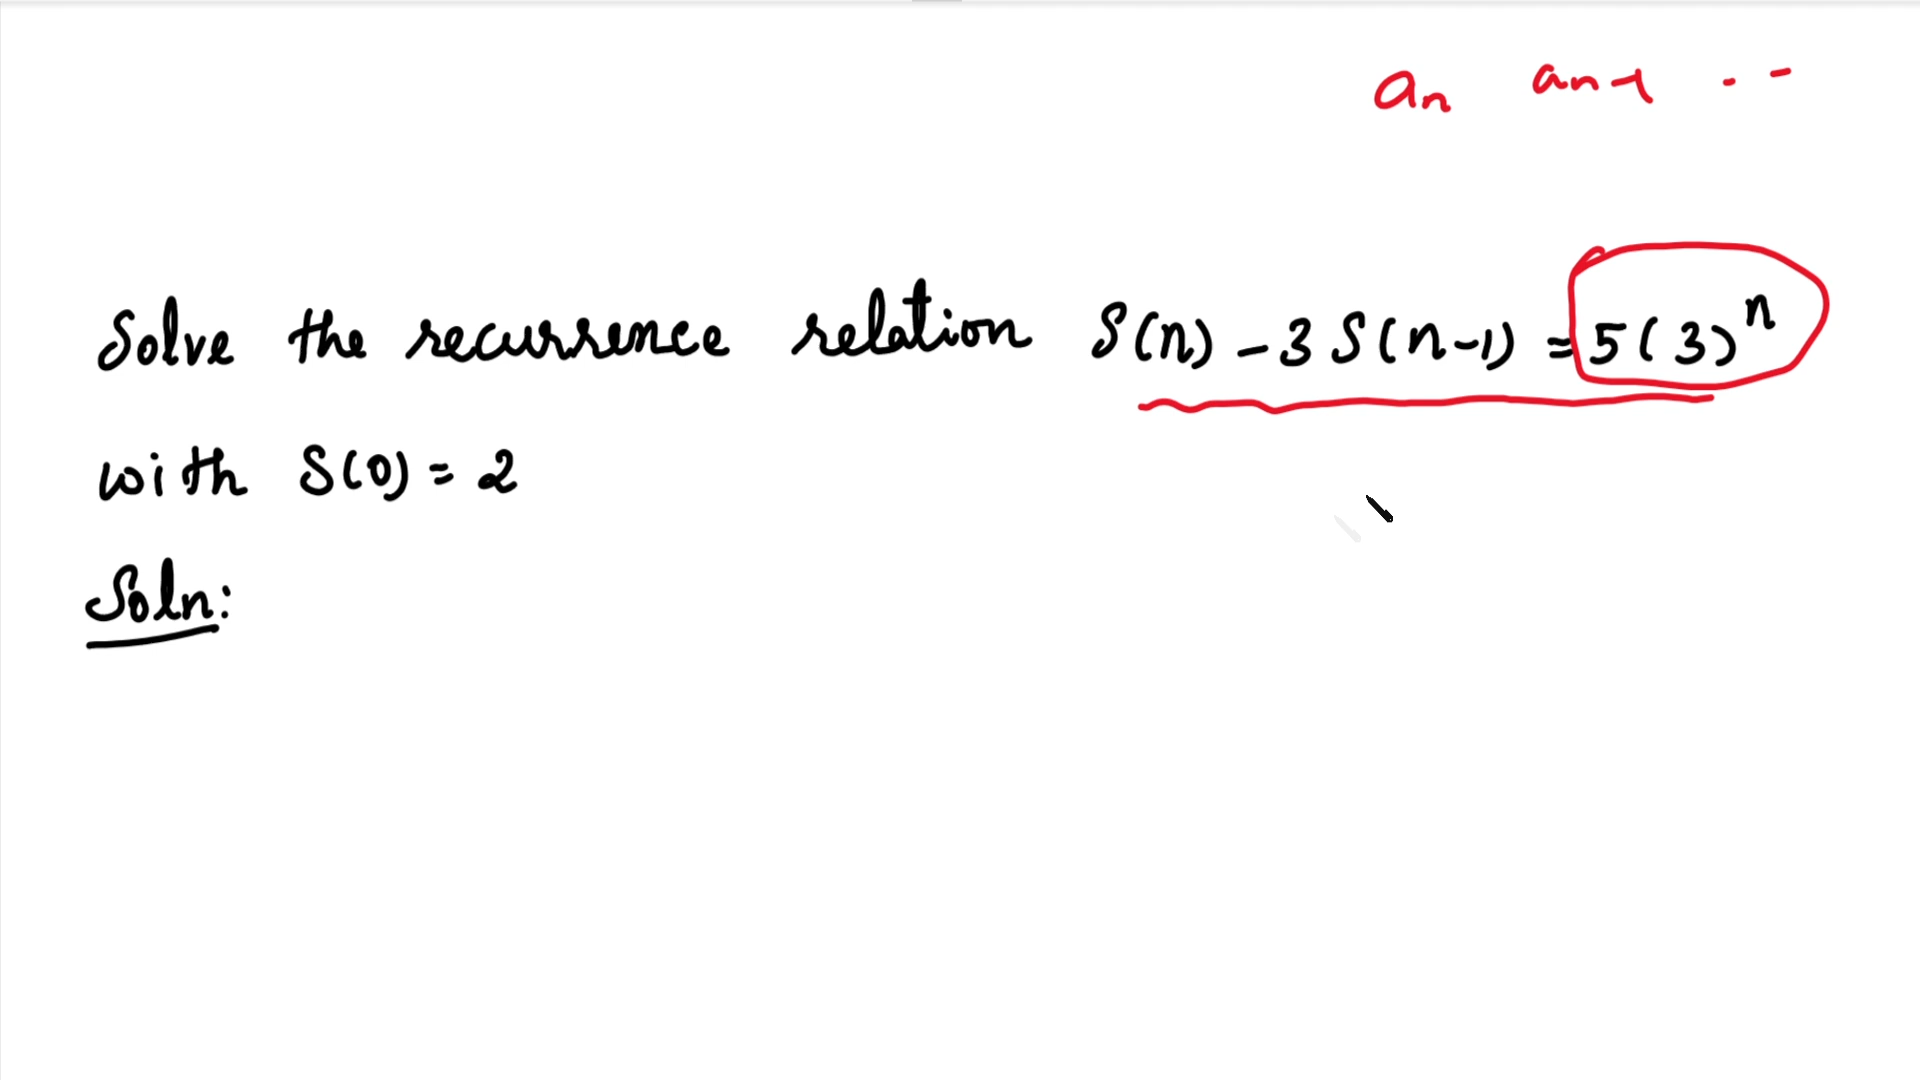 an an-1 ..
Solve the recurrence relation S(n) - 3 S(n-1) = 5(3)^n
with S(0) = 2
Soln: